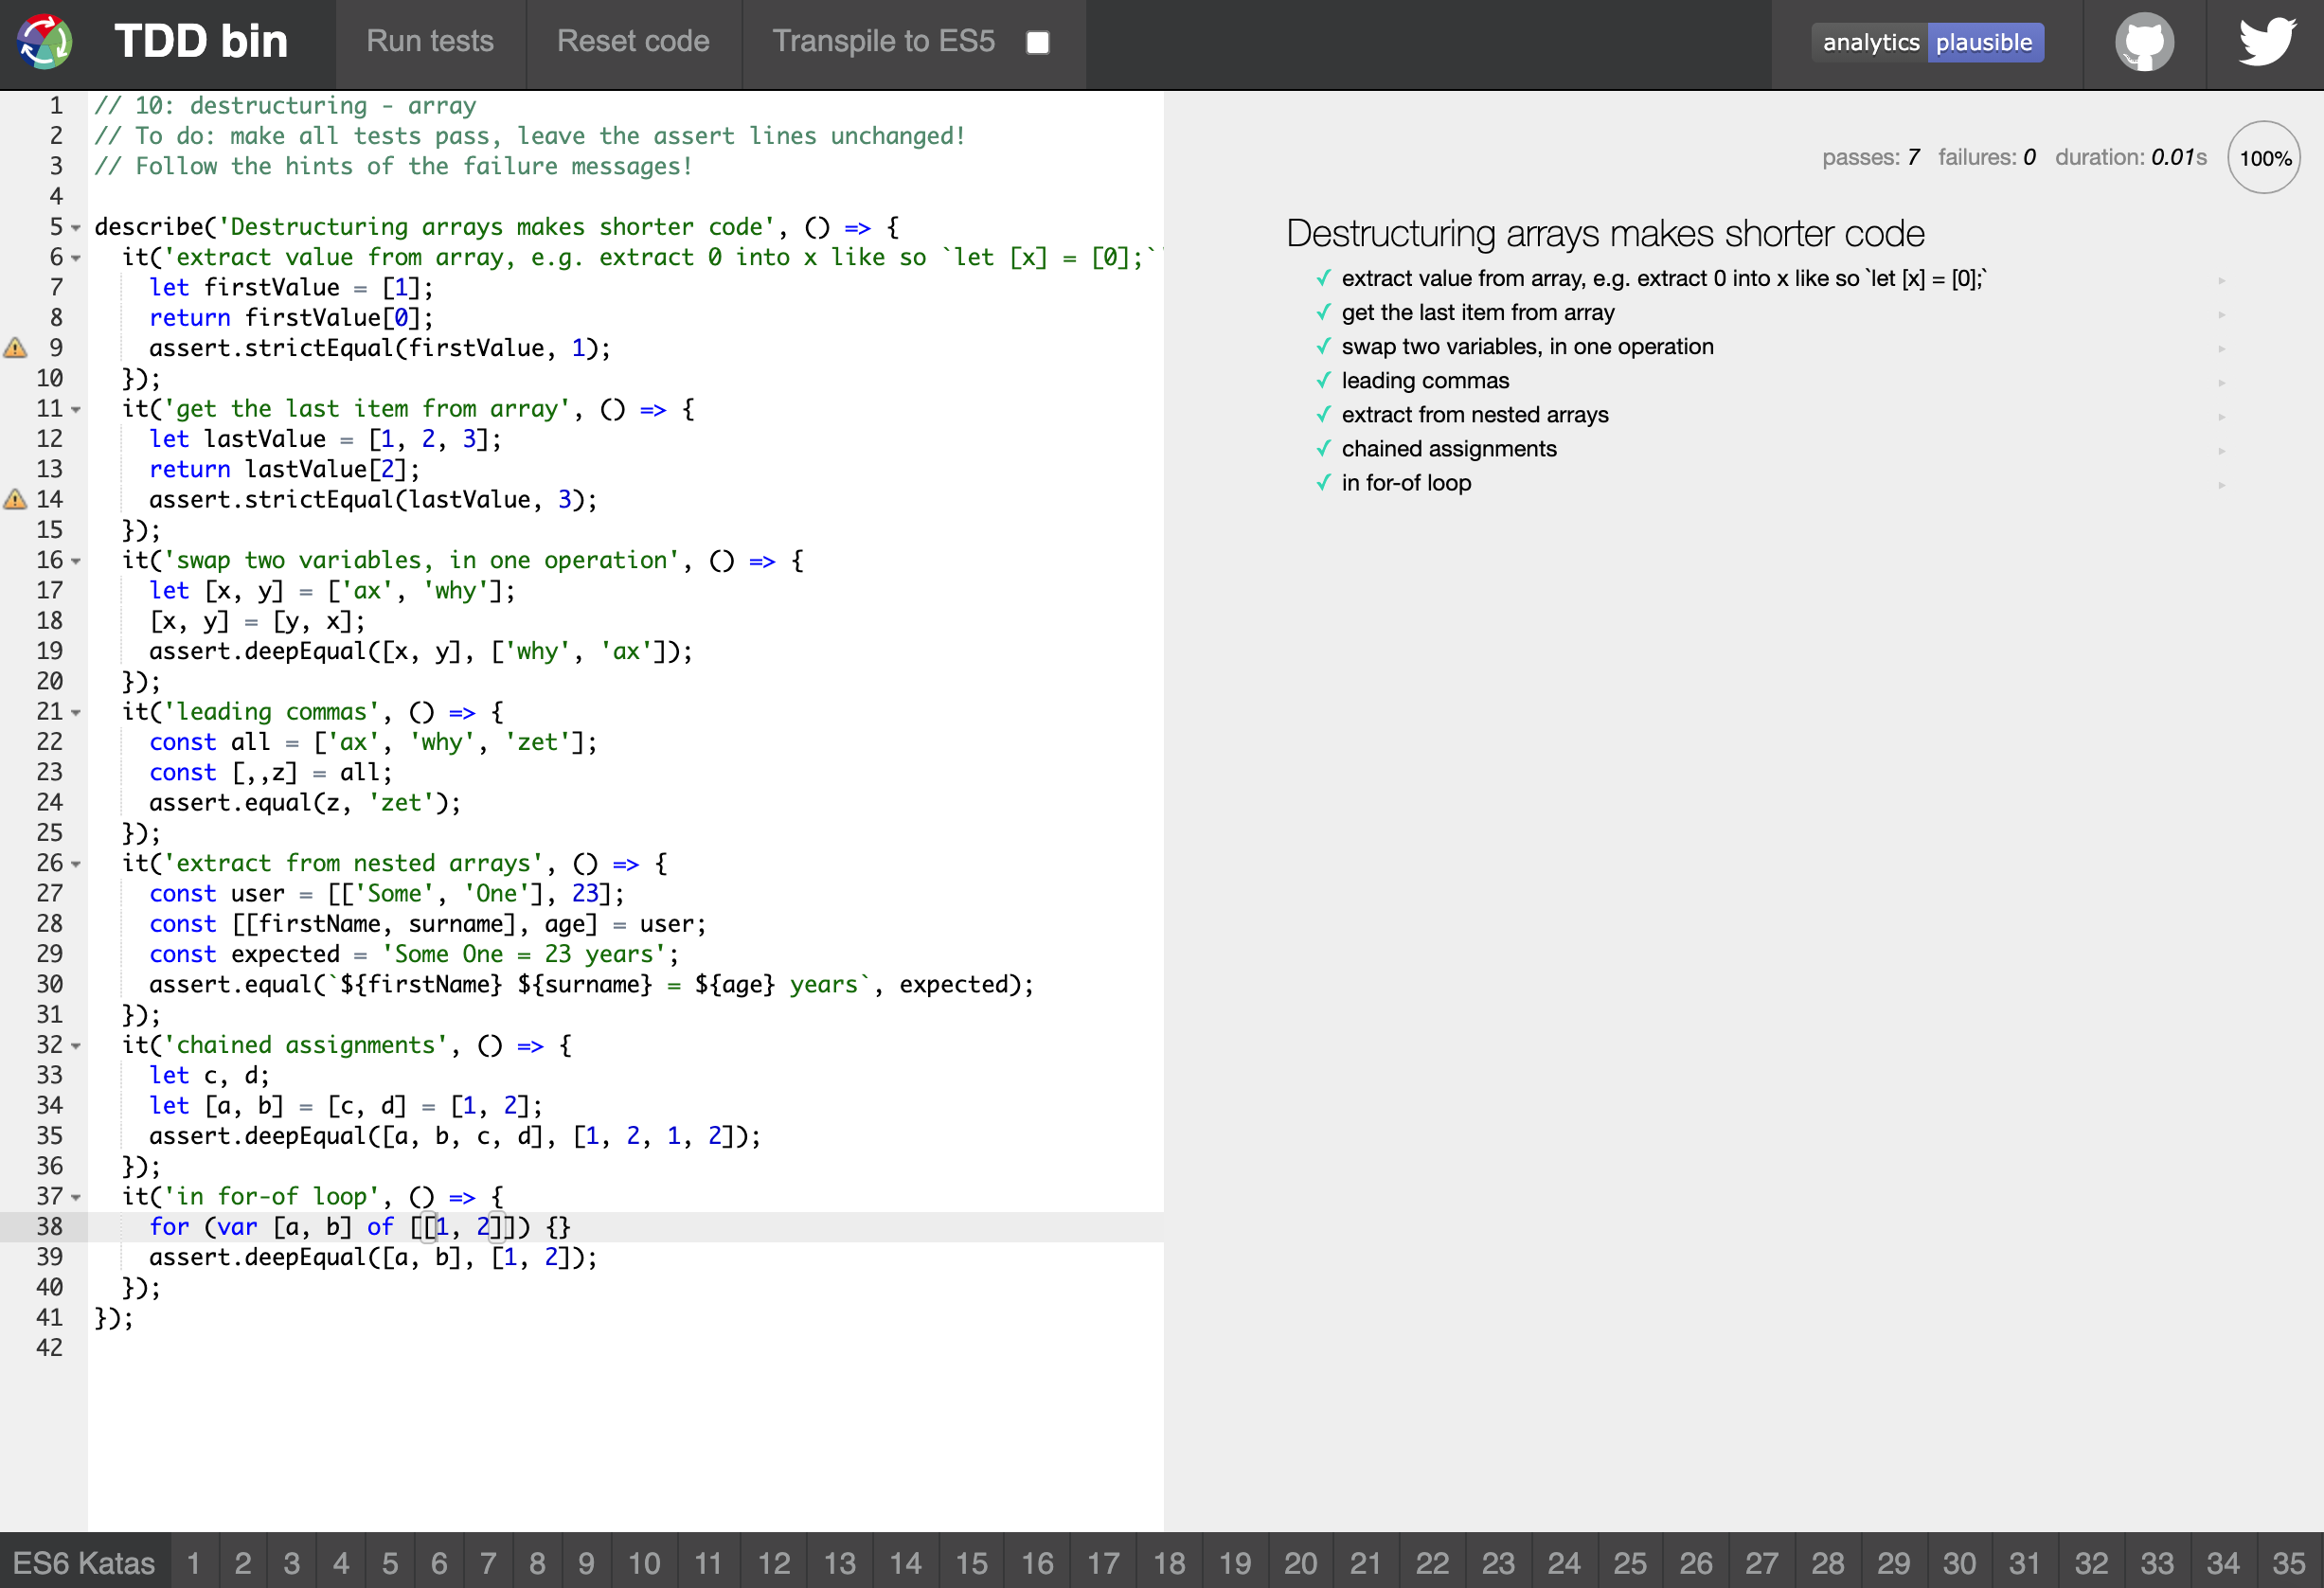 TDD bin
Run tests
Reset code
Transpile to ES5
analytics plausible
1 // 10: destructuring - array
2 // To do: make all tests pass, leave the assert lines unchanged!
3 // Follow the hints of the failure messages!
4
5 describe('Destructuring arrays makes shorter code', () => {
6   it('extract value from array, e.g. extract 0 into x like so `let [x] = [0];`'
7     let firstValue = [1];
8     return firstValue[0];
9     assert.strictEqual(firstValue, 1);
10   });
11   it('get the last item from array', () => {
12     let lastValue = [1, 2, 3];
13     return lastValue[2];
14     assert.strictEqual(lastValue, 3);
15   });
16   it('swap two variables, in one operation', () => {
17     let [x, y] = ['ax', 'why'];
18     [x, y] = [y, x];
19     assert.deepEqual([x, y], ['why', 'ax']);
20   });
21   it('leading commas', () => {
22     const all = ['ax', 'why', 'zet'];
23     const [,,z] = all;
24     assert.equal(z, 'zet');
25   });
26   it('extract from nested arrays', () => {
27     const user = [['Some', 'One'], 23];
28     const [[firstName, surname], age] = user;
29     const expected = 'Some One = 23 years';
30     assert.equal(`${firstName} ${surname} = ${age} years`, expected);
31   });
32   it('chained assignments', () => {
33     let c, d;
34     let [a, b] = [c, d] = [1, 2];
35     assert.deepEqual([a, b, c, d], [1, 2, 1, 2]);
36   });
37   it('in for-of loop', () => {
38     for (var [a, b] of [[1, 2]]) {}
39     assert.deepEqual([a, b], [1, 2]);
40   });
41 });
42
passes: 7 failures: 0 duration: 0.01s 100%
Destructuring arrays makes shorter code
✓ extract value from array, e.g. extract 0 into x like so `let [x] = [0];`
✓ get the last item from array
✓ swap two variables, in one operation
✓ leading commas
✓ extract from nested arrays
✓ chained assignments
✓ in for-of loop
ES6 Katas 1 2 3 4 5 6 7 8 9 10 11 12 13 14 15 16 17 18 19 20 21 22 23 24 25 26 27 28 29 30 31 32 33 34 35